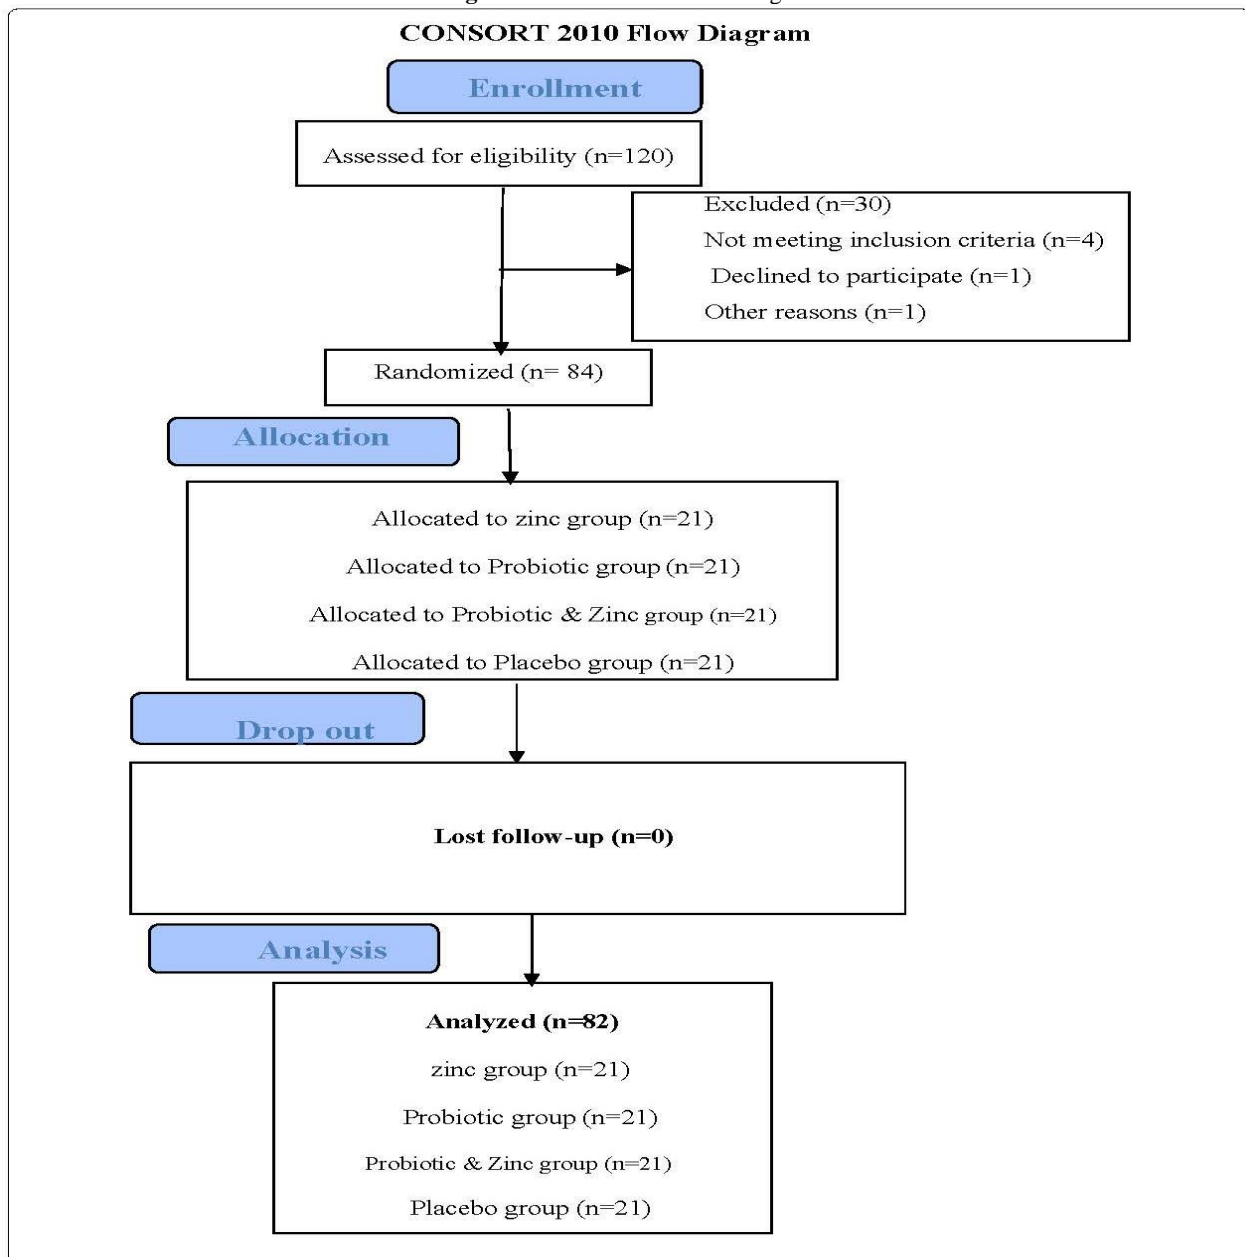 CONSORT 2010 Flow Diagram
Enrollment
Assessed for eligibility (n=120)
Excluded (n=30)
Not meeting inclusion criteria (n=4)
Declined to participate (n=1)
Other reasons (n=1)
Randomized (n= 84)
Allocation
Allocated to zinc group (n=21)
Allocated to Probiotic group (n=21)
Allocated to Probiotic & Zinc group (n=21)
Allocated to Placebo group (n=21)
Drop out
Lost follow-up (n=0)
Analysis
Analyzed (n=82)
zinc group (n=21)
Probiotic group (n=21)
Probiotic & Zinc group (n=21)
Placebo group (n=21)